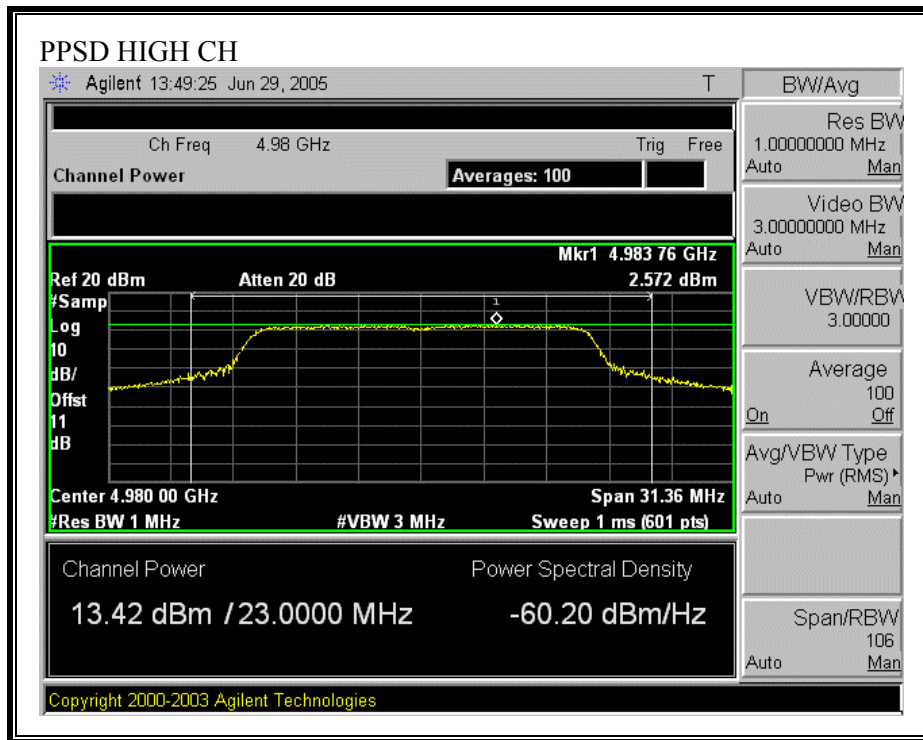 PPSD HIGH CH
Agilent 13:49:25 Jun 29, 2005 T
Ch Freq 4.98 GHz Trig Free
Channel Power Averages: 100
Mkr1 4.983 76 GHz
Ref 20 dBm Atten 20 dB 2.572 dBm
#Samp
Log
10
dB/
Offst
11
dB
1
Center 4.980 00 GHz Span 31.36 MHz
#Res BW 1 MHz #VBW 3 MHz Sweep 1 ms (601 pts)
Channel Power Power Spectral Density
13.42 dBm / 23.0000 MHz -60.20 dBm/Hz
Copyright 2000-2003 Agilent Technologies
BW/Avg
Res BW
1.00000000 MHz
Auto Man
Video BW
3.00000000 MHz
Auto Man
VBW/RBW
3.00000
Average
100
On Off
Avg/VBW Type
Pwr (RMS)
Auto Man
Span/RBW
106
Auto Man